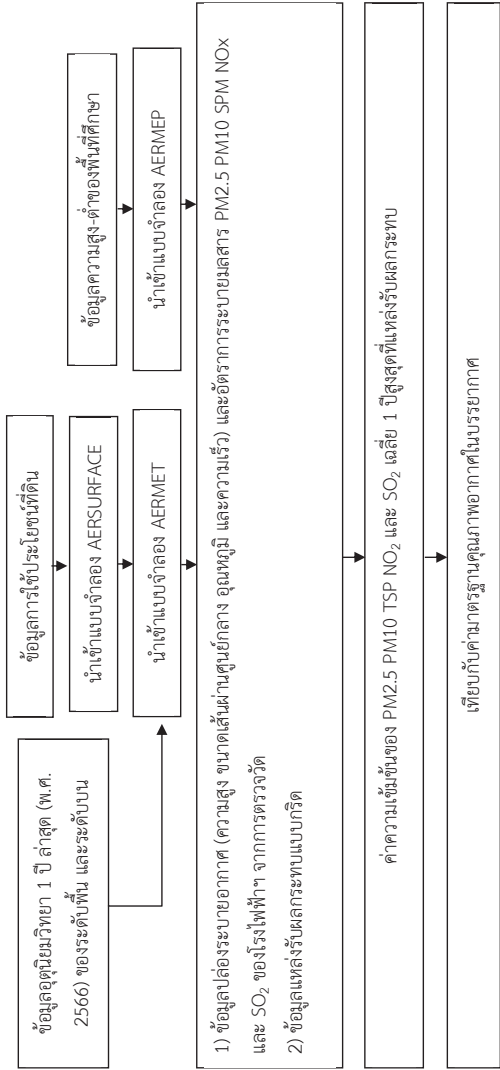 ข้อมูลการใช้ประโยชน์ที่ดิน
ข้อมูลอุตุนิยมวิทยา 1 ปี ล่าสุด (พ.ศ.
2566) ของระดับพื้น และระดับบน
นำเข้าแบบจำลอง AERSURFACE
ข้อมูลความสูง-ต่ำของพื้นที่ศึกษา
นำเข้าแบบจำลอง AERMET
นำเข้าแบบจำลอง AERMEP
1) ข้อมูลปล่องระบายอากาศ (ความสูง ขนาดเส้นผ่านศูนย์กลาง อุณหภูมิ และความเร็ว) และอัตราการระบายมลสาร PM2.5 PM10 SPM NOx
และ SO₂ ของโรงไฟฟ้าฯ จากการตรวจวัด
2) ข้อมูลแหล่งรับผลกระทบแบบกริด
ค่าความเข้มข้นของ PM2.5 PM10 TSP NO₂ และ SO₂ เฉลี่ย 1 ปีสูงสุดที่แหล่งรับผลกระทบ
เทียบกับค่ามาตรฐานคุณภาพอากาศในบรรยากาศ